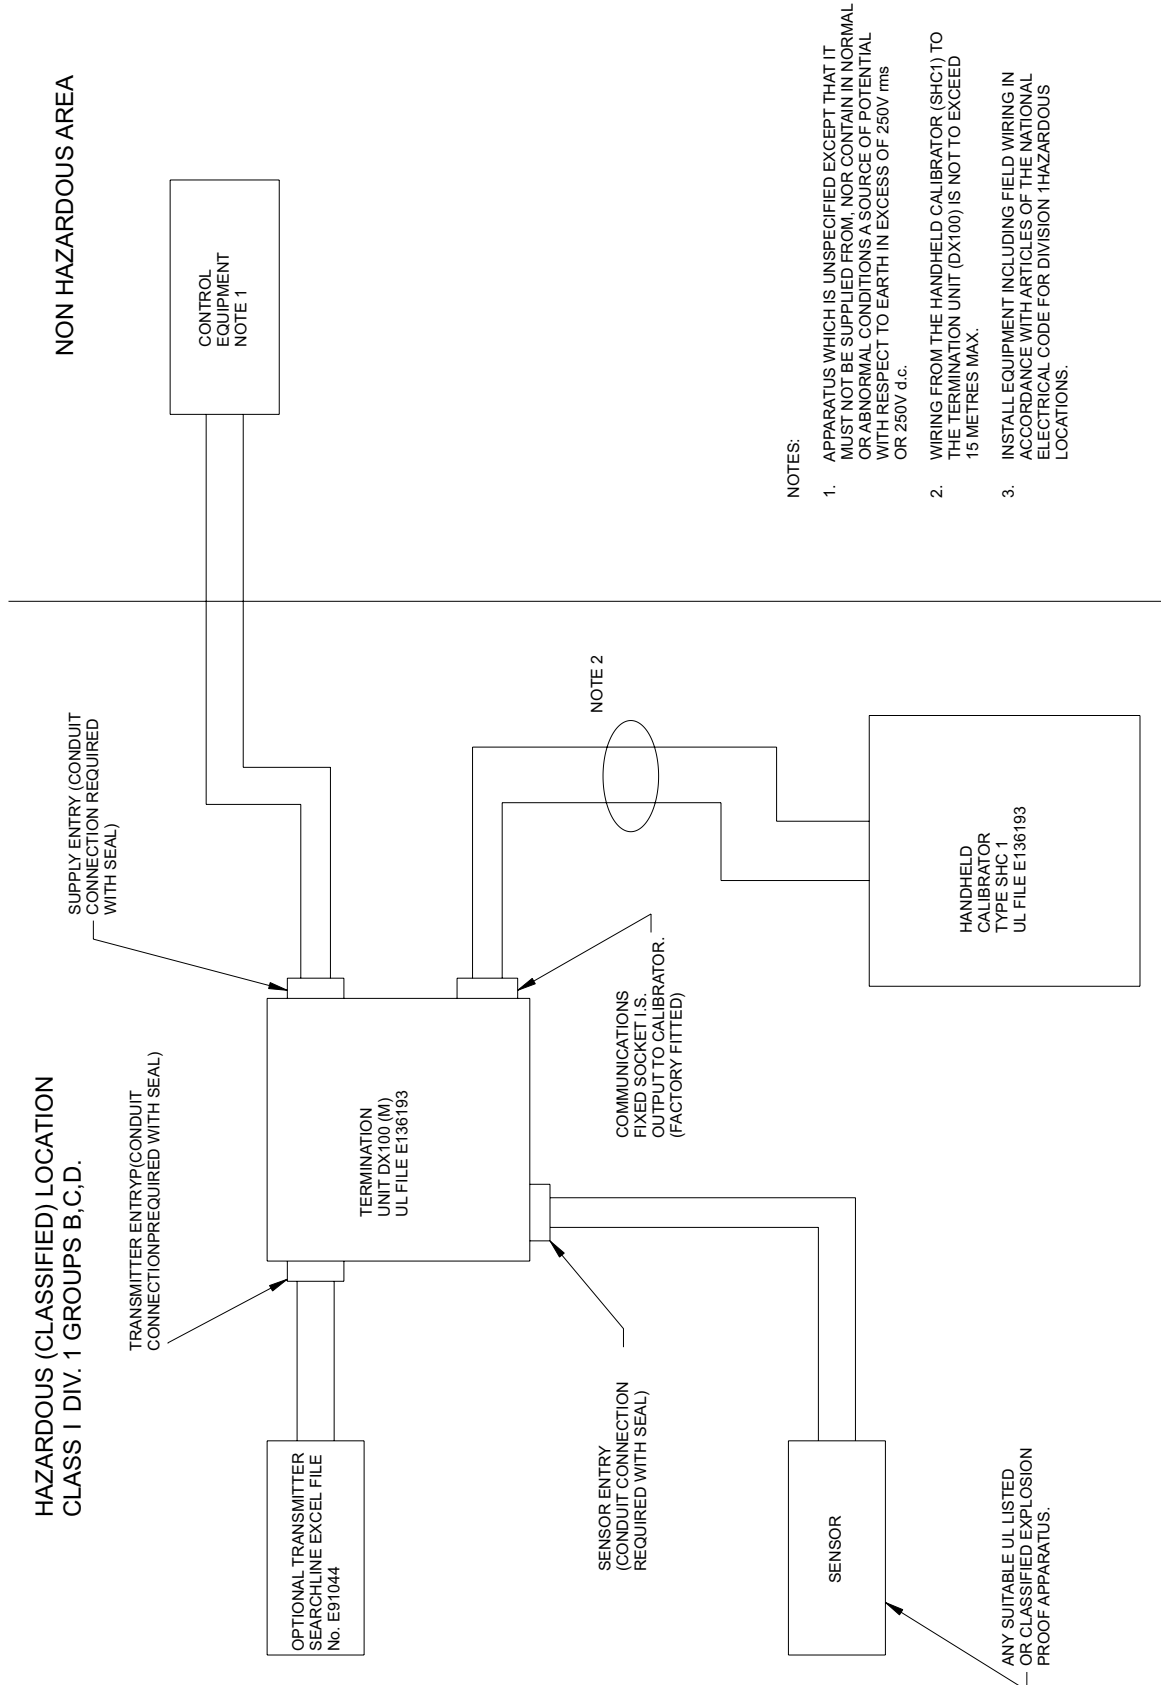 HAZARDOUS (CLASSIFIED) LOCATION
CLASS I  DIV. 1 GROUPS B,C,D.
NON HAZARDOUS AREA
TRANSMITTER ENTRYP(CONDUIT
CONNECTIONPREQUIRED WITH SEAL)
SUPPLY ENTRY (CONDUIT
CONNECTION REQUIRED
WITH SEAL)
CONTROL
EQUIPMENT
NOTE 1
OPTIONAL TRANSMITTER
SEARCHLINE EXCEL FILE
No. E91044
TERMINATION
UNIT DX100 (M)
UL FILE E136193
NOTE 2
SENSOR ENTRY
(CONDUIT CONNECTION
REQUIRED WITH SEAL)
COMMUNICATIONS
FIXED SOCKET I.S.
OUTPUT TO CALIBRATOR.
(FACTORY FITTED)
SENSOR
HANDHELD
CALIBRATOR
TYPE SHC 1
UL FILE E136193
ANY SUITABLE UL LISTED
OR CLASSIFIED EXPLOSION
PROOF APPARATUS.
NOTES:
1. APPARATUS WHICH IS UNSPECIFIED EXCEPT THAT IT
MUST NOT BE SUPPLIED FROM, NOR CONTAIN IN NORMAL
OR ABNORMAL CONDITIONS A SOURCE OF POTENTIAL
WITH RESPECT TO EARTH IN EXCESS OF 250V rms
OR 250V d.c.
2. WIRING FROM THE HANDHELD CALIBRATOR (SHC1) TO
THE TERMINATION UNIT (DX100) IS NOT TO EXCEED
15 METRES MAX.
3. INSTALL EQUIPMENT INCLUDING FIELD WIRING IN
ACCORDANCE WITH ARTICLES OF THE NATIONAL
ELECTRICAL CODE FOR DIVISION 1HAZARDOUS
LOCATIONS.